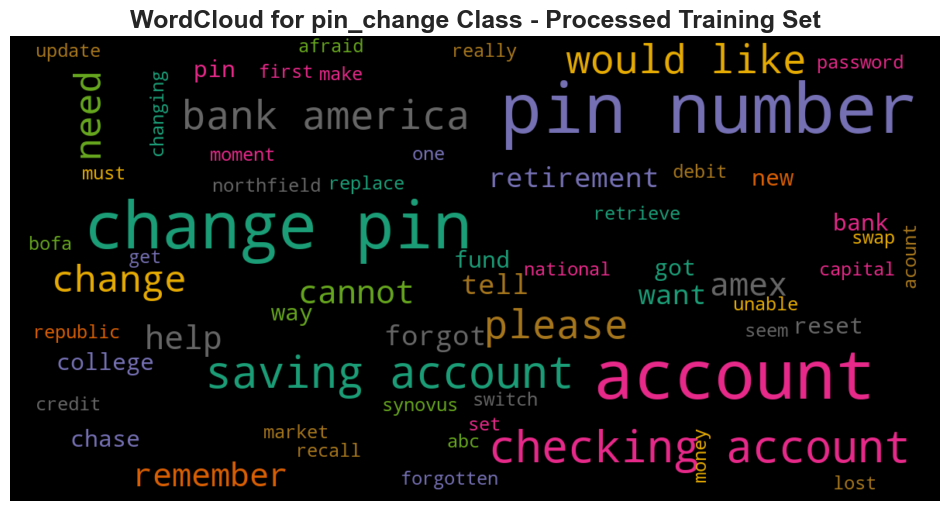 WordCloud for pin_change Class - Processed Training Set
update
afraid
really
would like
password
need
changing
pin
first
make
bank america
pin number
moment
one
must
northfield
replace
retirement
debit
new
change pin
retrieve
bank
swap
account
bofa
get
change
fund
national
got
capital
cannot
tell
want
amex
unable
way
republic
help
forgot
please
seem
reset
college
saving account
account
credit
synovus
switch
chase
market
recall
set
abc
checking account
money
remember
forgotten
lost